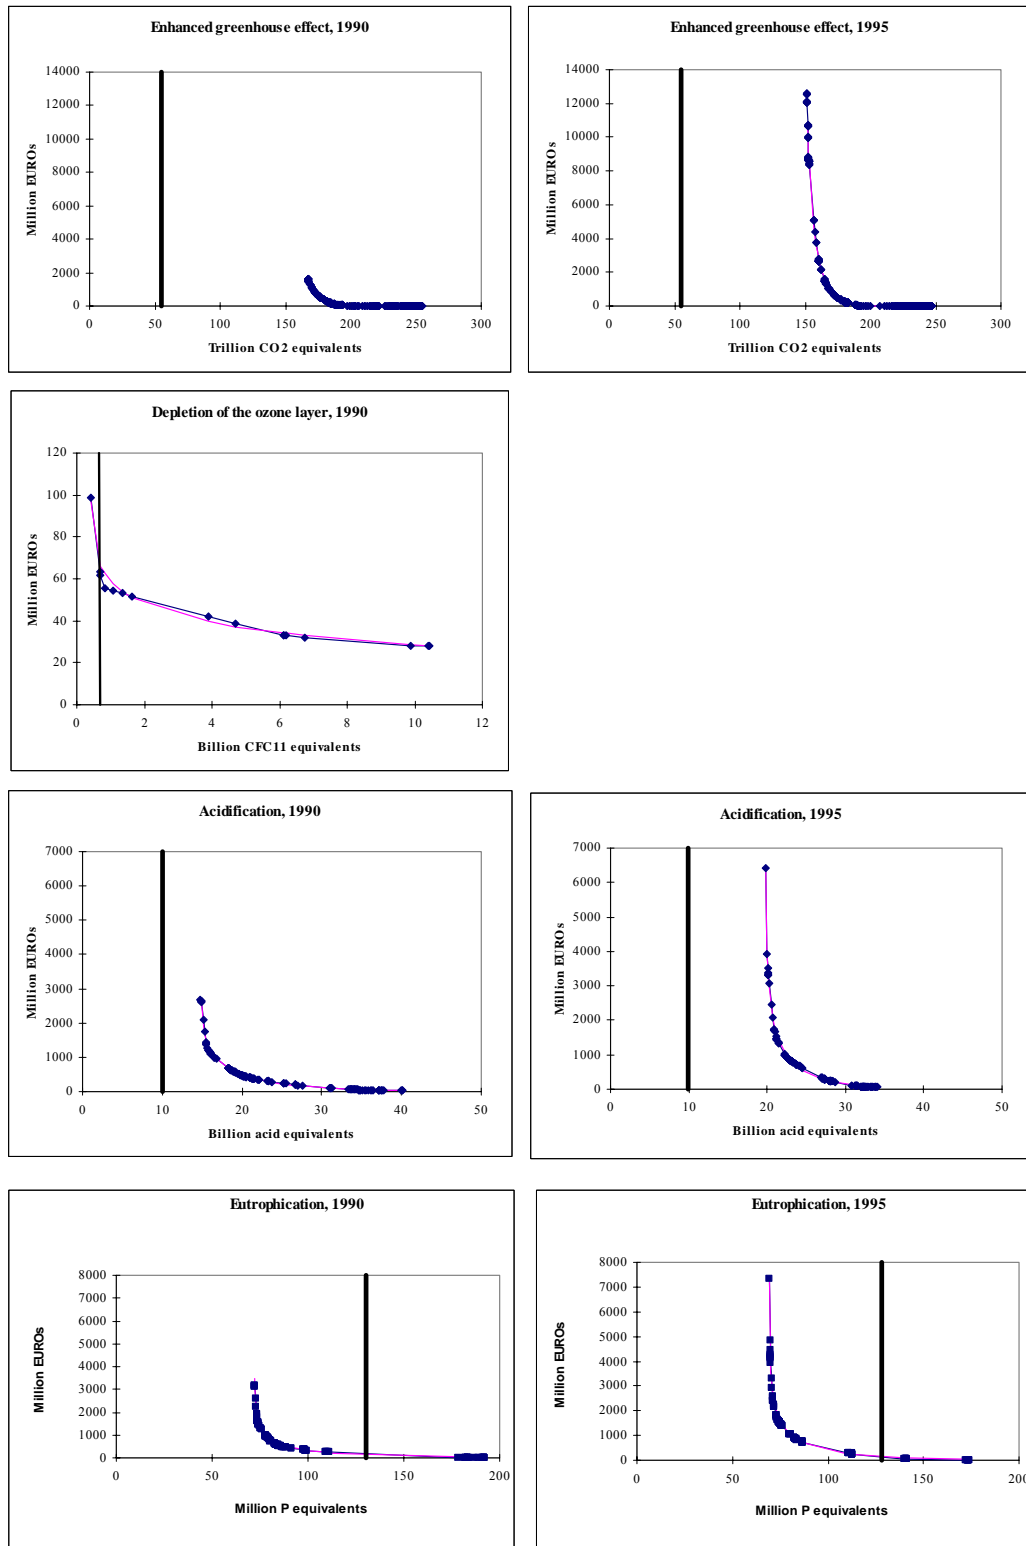 Enhanced greenhouse effect, 1990
Million EUROs
14000
12000
10000
8000
6000
4000
2000
0
0 50 100 150 200 250 300
Trillion CO2 equivalents
Enhanced greenhouse effect, 1995
Million EUROs
14000
12000
10000
8000
6000
4000
2000
0
0 50 100 150 200 250 300
Trillion CO2 equivalents
Depletion of the ozone layer, 1990
Million EUROs
120
100
80
60
40
20
0
0 2 4 6 8 10 12
Billion CFC11 equivalents
Acidification, 1990
Million EUROs
7000
6000
5000
4000
3000
2000
1000
0
0 10 20 30 40 50
Billion acid equivalents
Acidification, 1995
Million EUROs
7000
6000
5000
4000
3000
2000
1000
0
0 10 20 30 40 50
Billion acid equivalents
Eutrophication, 1990
Million EUROs
8000
7000
6000
5000
4000
3000
2000
1000
0
0 50 100 150 200
Million P equivalents
Eutrophication, 1995
Million EUROs
8000
7000
6000
5000
4000
3000
2000
1000
0
0 50 100 150 200
Million P equivalents